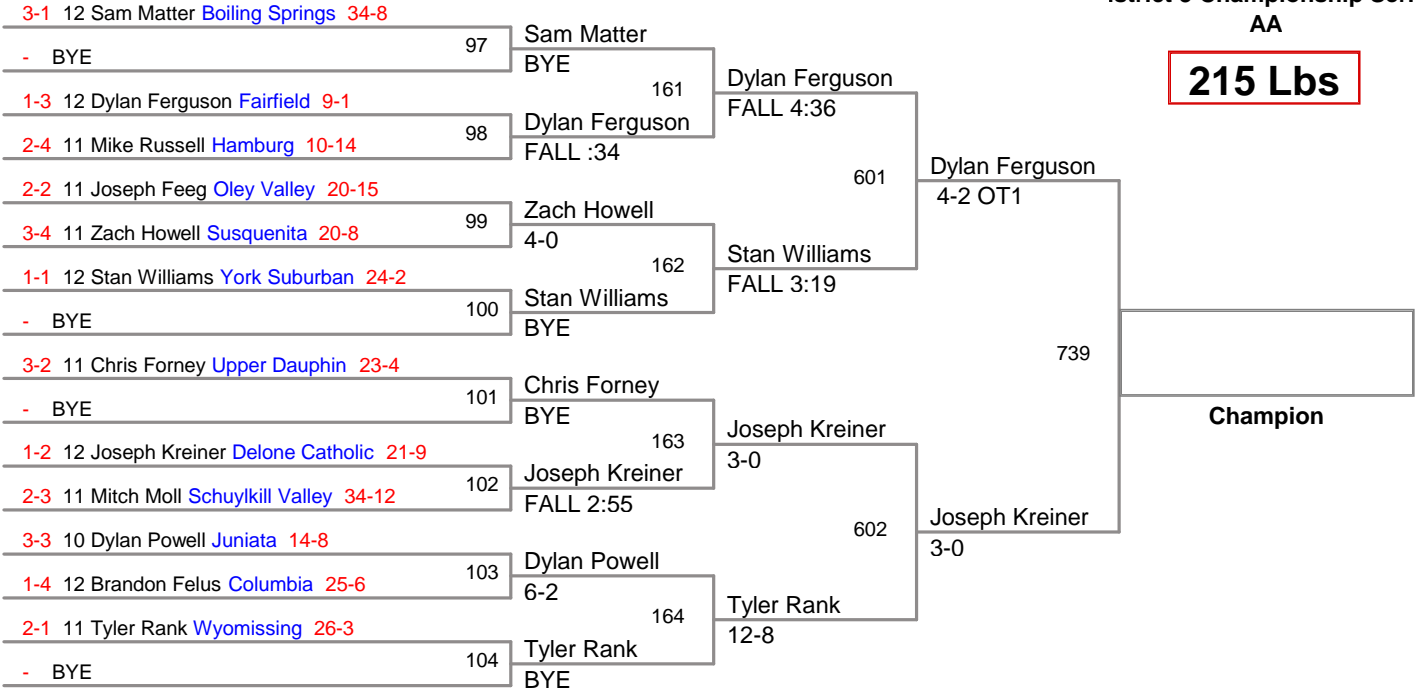 istrict 3 Championship Seri
AA
215 Lbs
3-1 12 Sam Matter Boiling Springs 34-8
- BYE
97
1-3 12 Dylan Ferguson Fairfield 9-1
2-4 11 Mike Russell Hamburg 10-14
98
2-2 11 Joseph Feeg Oley Valley 20-15
3-4 11 Zach Howell Susquenita 20-8
99
1-1 12 Stan Williams York Suburban 24-2
- BYE
100
3-2 11 Chris Forney Upper Dauphin 23-4
- BYE
101
1-2 12 Joseph Kreiner Delone Catholic 21-9
2-3 11 Mitch Moll Schuylkill Valley 34-12
102
3-3 10 Dylan Powell Juniata 14-8
1-4 12 Brandon Felus Columbia 25-6
103
2-1 11 Tyler Rank Wyomissing 26-3
- BYE
104
Sam Matter
BYE
161
Dylan Ferguson
FALL :34
Zach Howell
4-0
162
Stan Williams
BYE
Chris Forney
BYE
163
Joseph Kreiner
FALL 2:55
Dylan Powell
6-2
164
Tyler Rank
BYE
Dylan Ferguson
FALL 4:36
601
Stan Williams
FALL 3:19
Joseph Kreiner
3-0
602
Tyler Rank
12-8
Dylan Ferguson
4-2 OT1
739
Joseph Kreiner
3-0
Champion